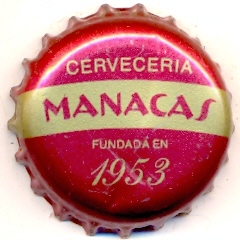 CERVECERIA
MANACAS
FUNDADA EN
1953